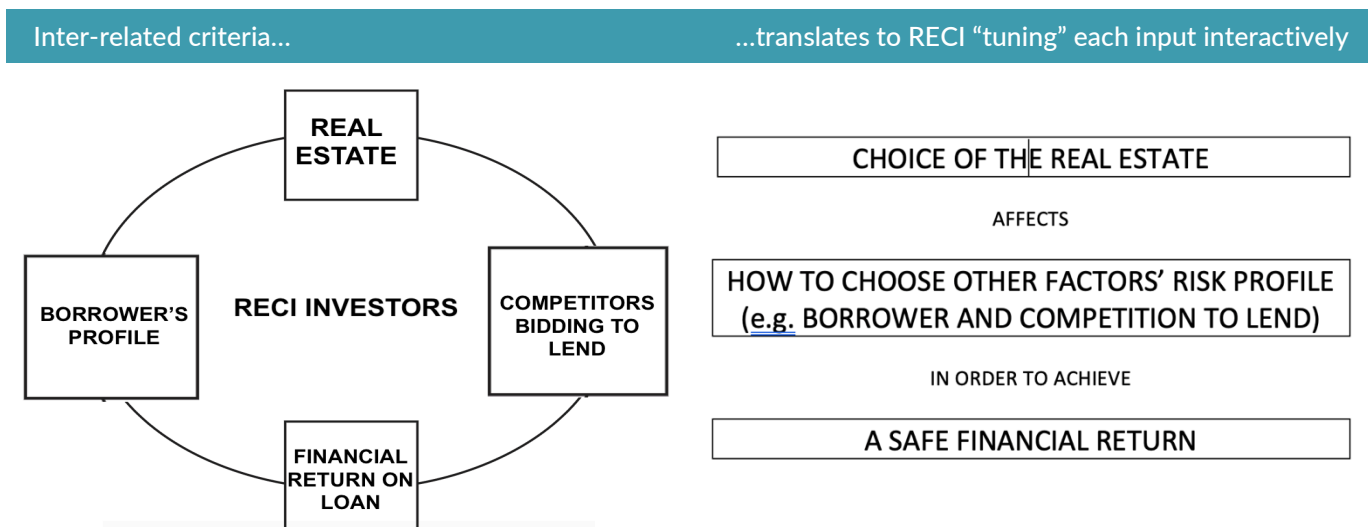 Inter-related criteria...
...translates to RECI “tuning” each input interactively
REAL
ESTATE
BORROWER’S
PROFILE
RECI INVESTORS
COMPETITORS
BIDDING TO
LEND
FINANCIAL
RETURN ON
LOAN
CHOICE OF THE REAL ESTATE
AFFECTS
HOW TO CHOOSE OTHER FACTORS’ RISK PROFILE
(e.g. BORROWER AND COMPETITION TO LEND)
IN ORDER TO ACHIEVE
A SAFE FINANCIAL RETURN